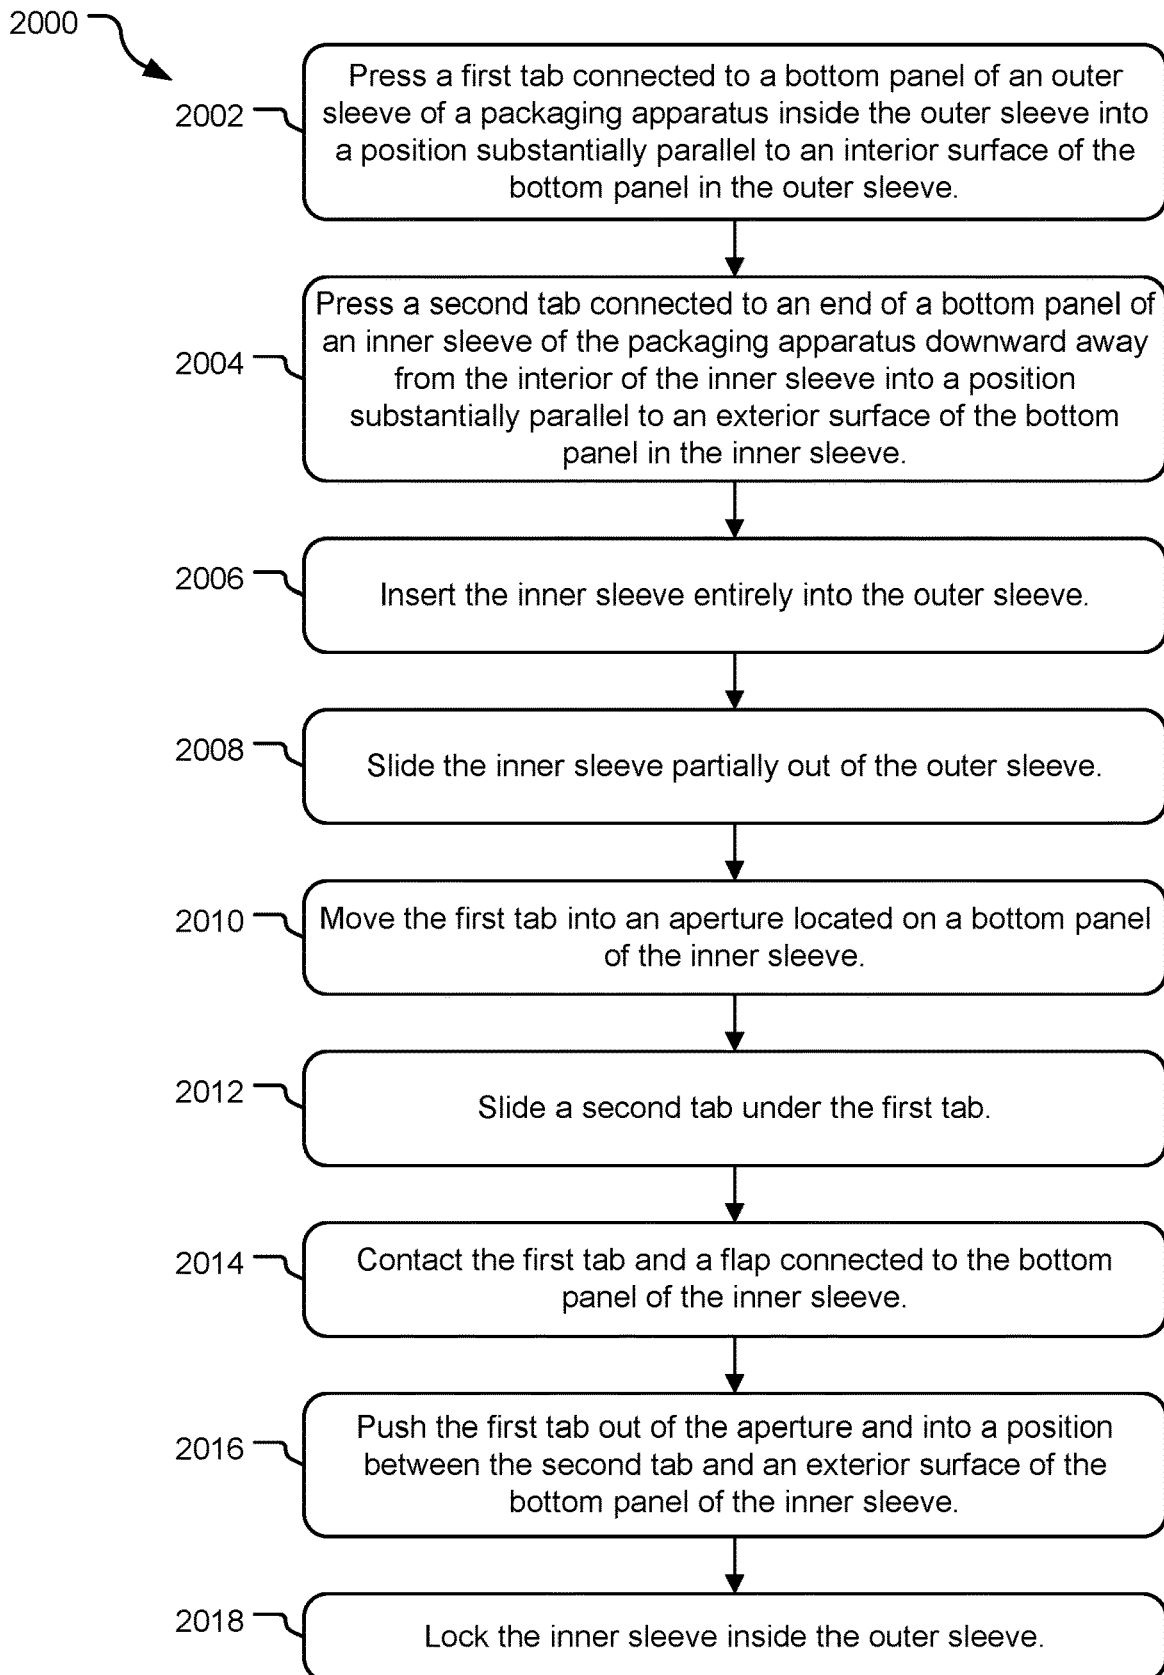 2000
2002
Press a first tab connected to a bottom panel of an outer
sleeve of a packaging apparatus inside the outer sleeve into
a position substantially parallel to an interior surface of the
bottom panel in the outer sleeve.
2004
Press a second tab connected to an end of a bottom panel of
an inner sleeve of the packaging apparatus downward away
from the interior of the inner sleeve into a position
substantially parallel to an exterior surface of the bottom
panel in the inner sleeve.
2006
Insert the inner sleeve entirely into the outer sleeve.
2008
Slide the inner sleeve partially out of the outer sleeve.
2010
Move the first tab into an aperture located on a bottom panel
of the inner sleeve.
2012
Slide a second tab under the first tab.
2014
Contact the first tab and a flap connected to the bottom
panel of the inner sleeve.
2016
Push the first tab out of the aperture and into a position
between the second tab and an exterior surface of the
bottom panel of the inner sleeve.
2018
Lock the inner sleeve inside the outer sleeve.